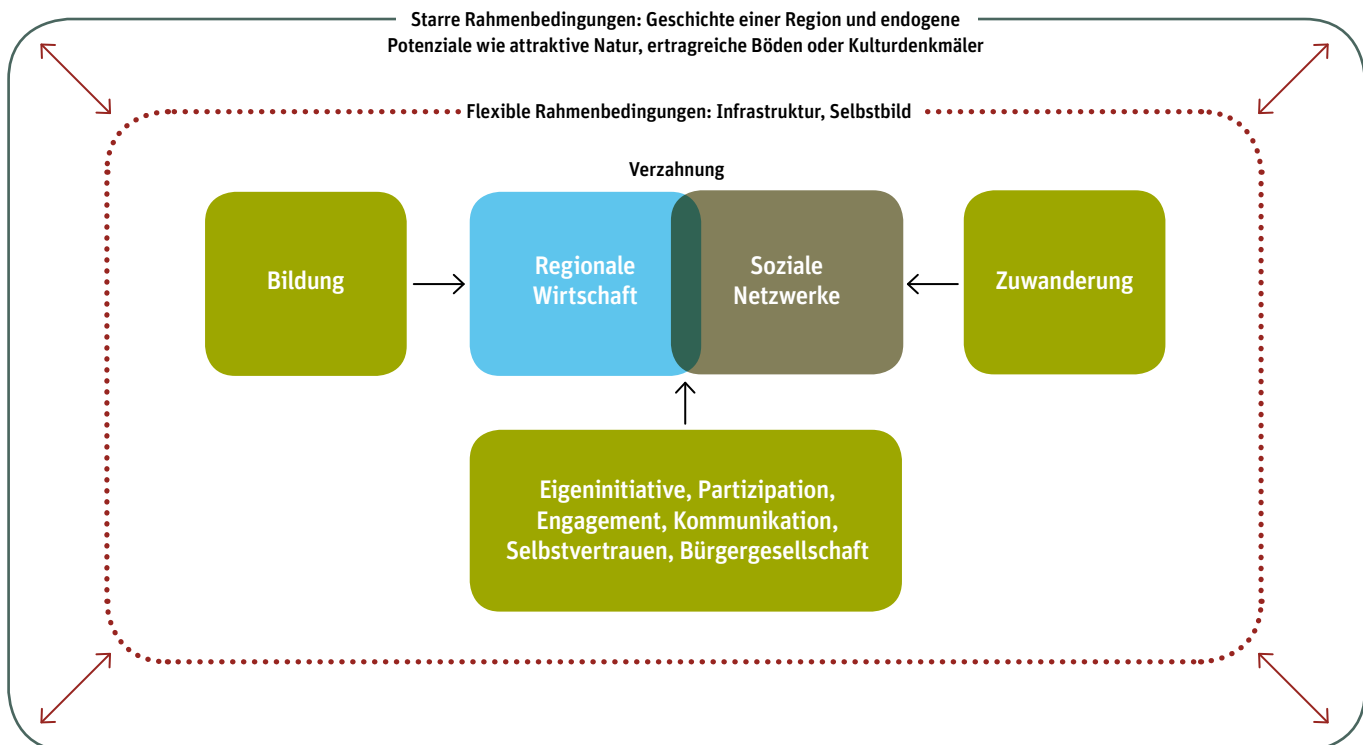 Starre Rahmenbedingungen: Geschichte einer Region und endogene
Potenziale wie attraktive Natur, ertragreiche Böden oder Kulturdenkmäler
Flexible Rahmenbedingungen: Infrastruktur, Selbstbild
Verzahnung
Bildung
Regionale
Wirtschaft
Soziale
Netzwerke
Zuwanderung
Eigeninitiative, Partizipation,
Engagement, Kommunikation,
Selbstvertrauen, Bürgergesellschaft